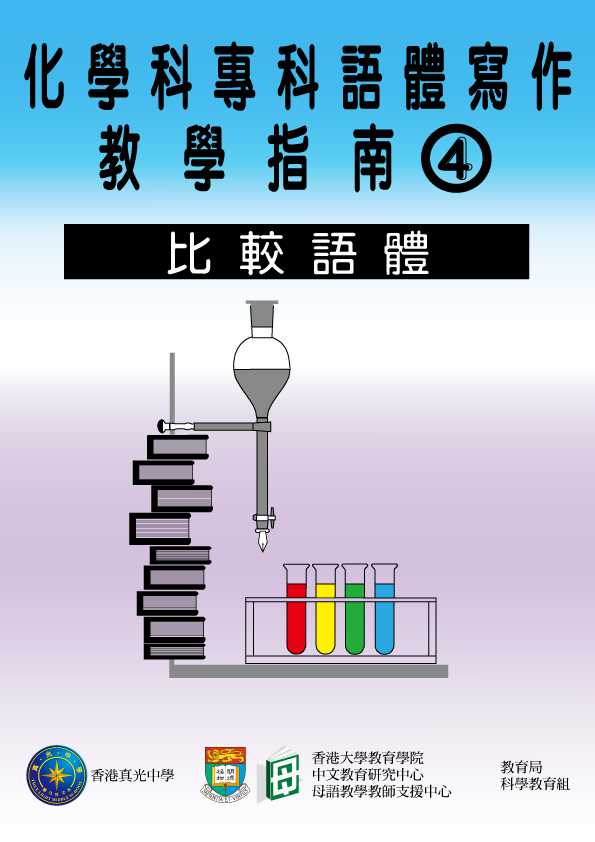 化學科專科語體寫作
教學指南④
比較語體
香港真光中學
香港大學教育學院
中文教育研究中心
母語教學教師支援中心
教育局
科學教育組